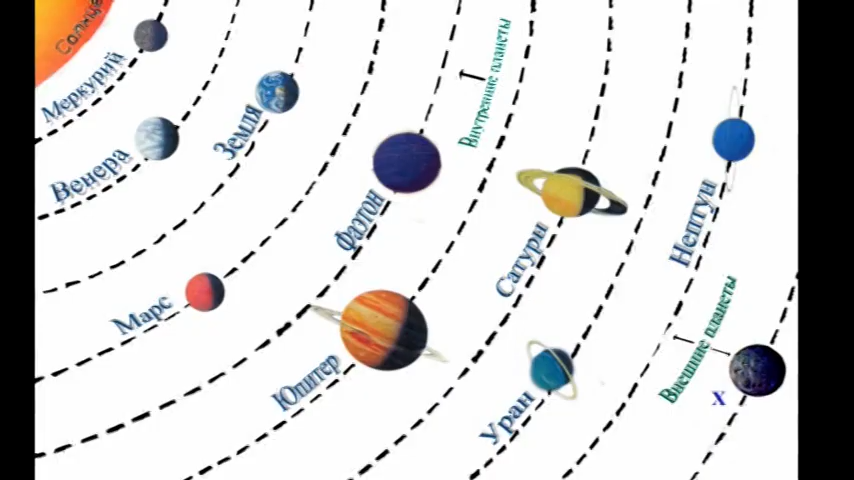 Солнце
Меркурий
Венера
Земля
Марс
Фаэтон
Внутренние планеты
Юпитер
Сатурн
Уран
Нептун
Внешние планеты
X